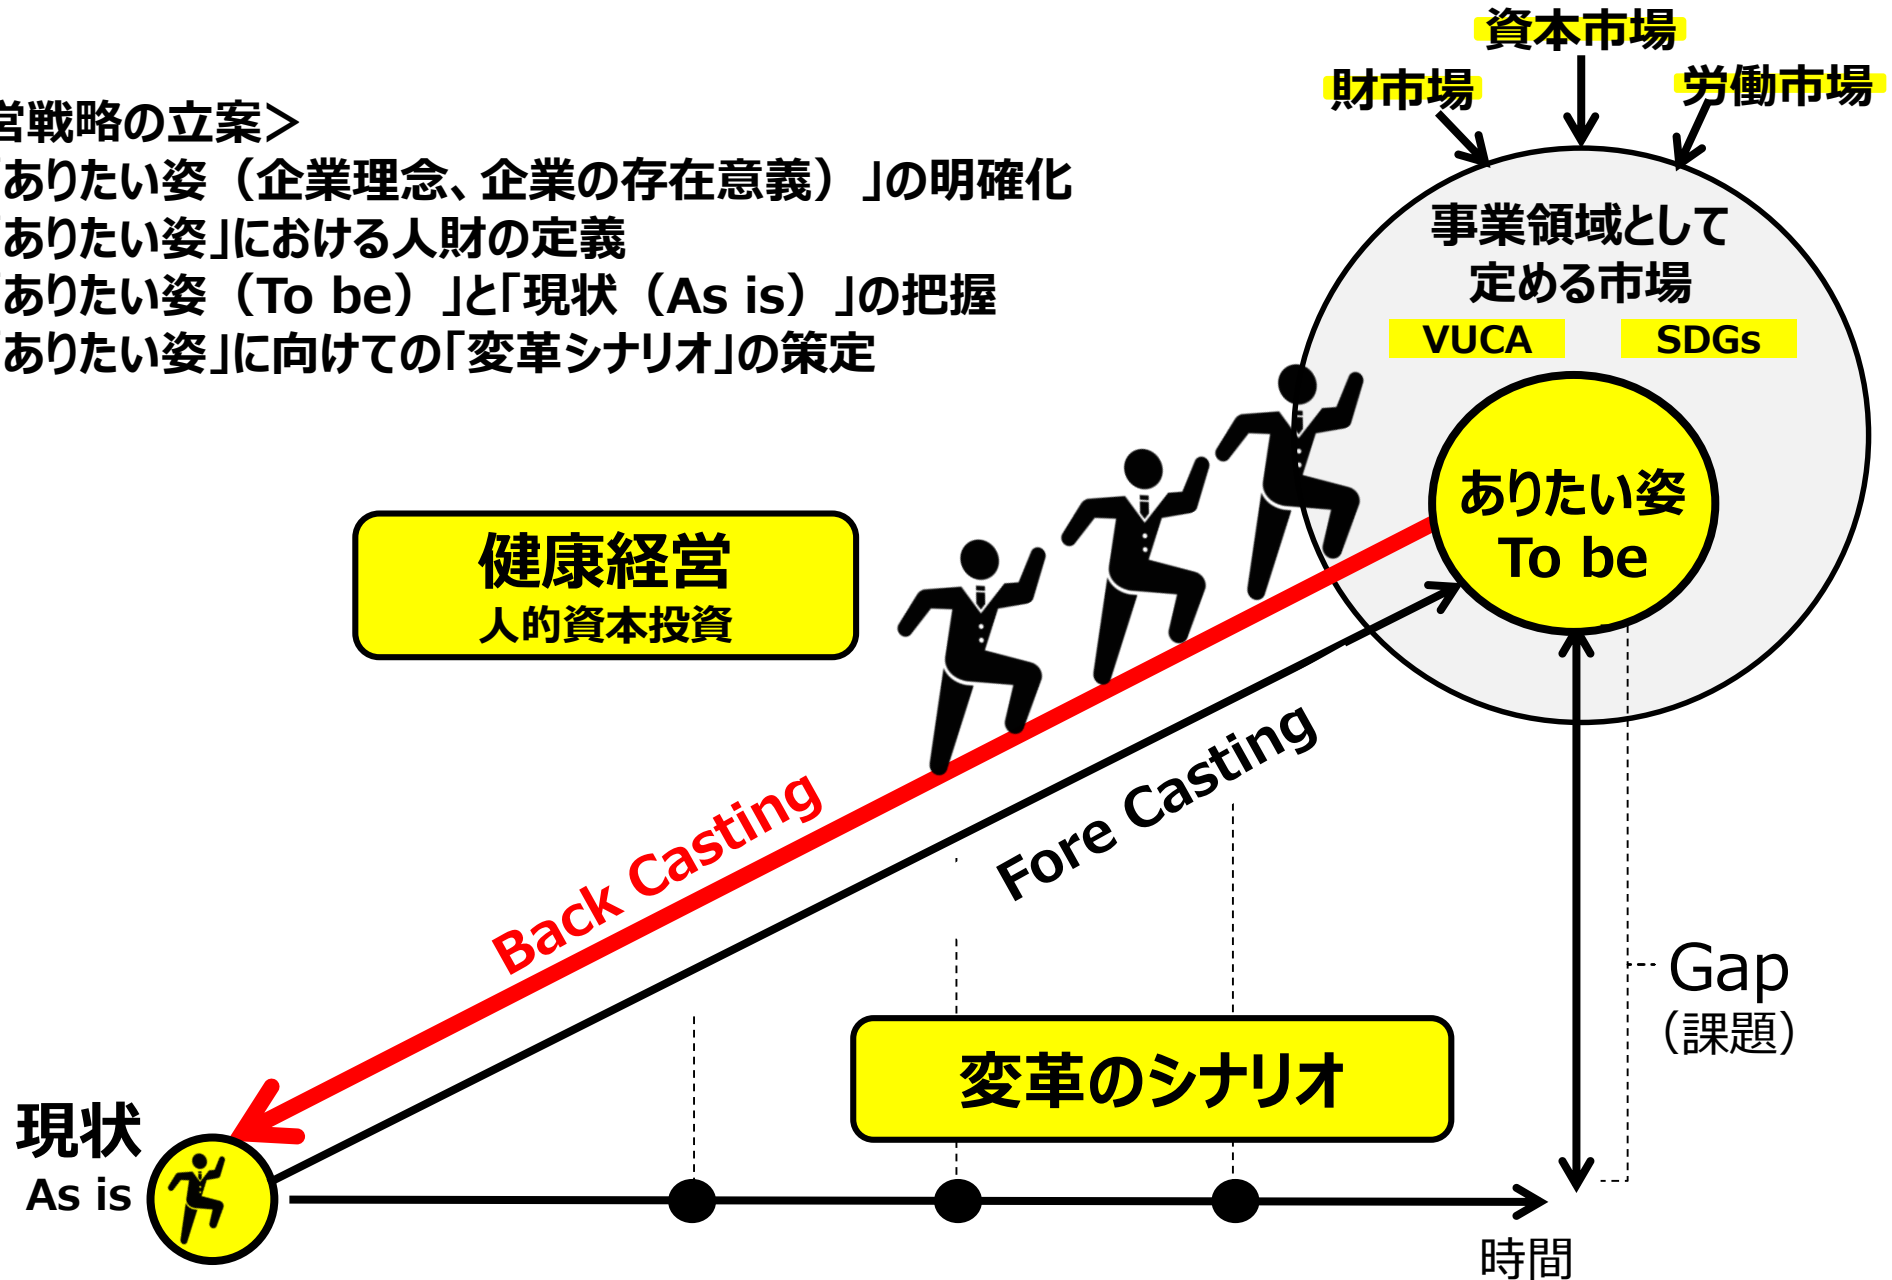 資本市場
財市場
労働市場
営戦略の立案＞
「ありたい姿（企業理念、企業の存在意義）」の明確化
「ありたい姿」における人財の定義
「ありたい姿（To be）」と「現状（As is）」の把握
「ありたい姿」に向けての「変革シナリオ」の策定
事業領域として
定める市場
VUCA
SDGs
ありたい姿
To be
健康経営
人的資本投資
Back Casting
Fore Casting
Gap
（課題）
変革のシナリオ
現状
As is
時間